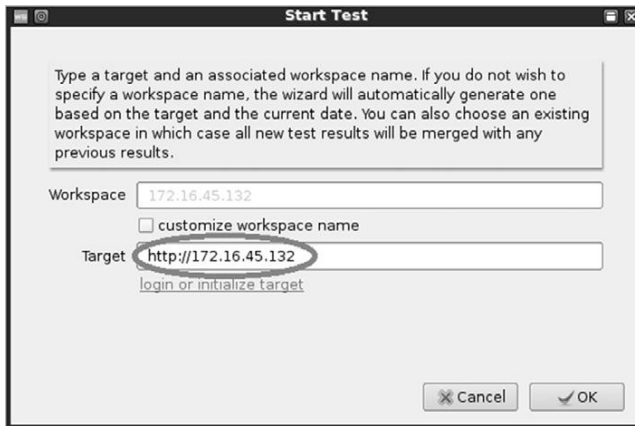 Start Test
Type a target and an associated workspace name. If you do not wish to
specify a workspace name, the wizard will automatically generate one
based on the target and the current date. You can also choose an existing
workspace in which case all new test results will be merged with any
previous results.
Workspace 172.16.45.132
customize workspace name
Target http://172.16.45.132
login or initialize target
Cancel OK